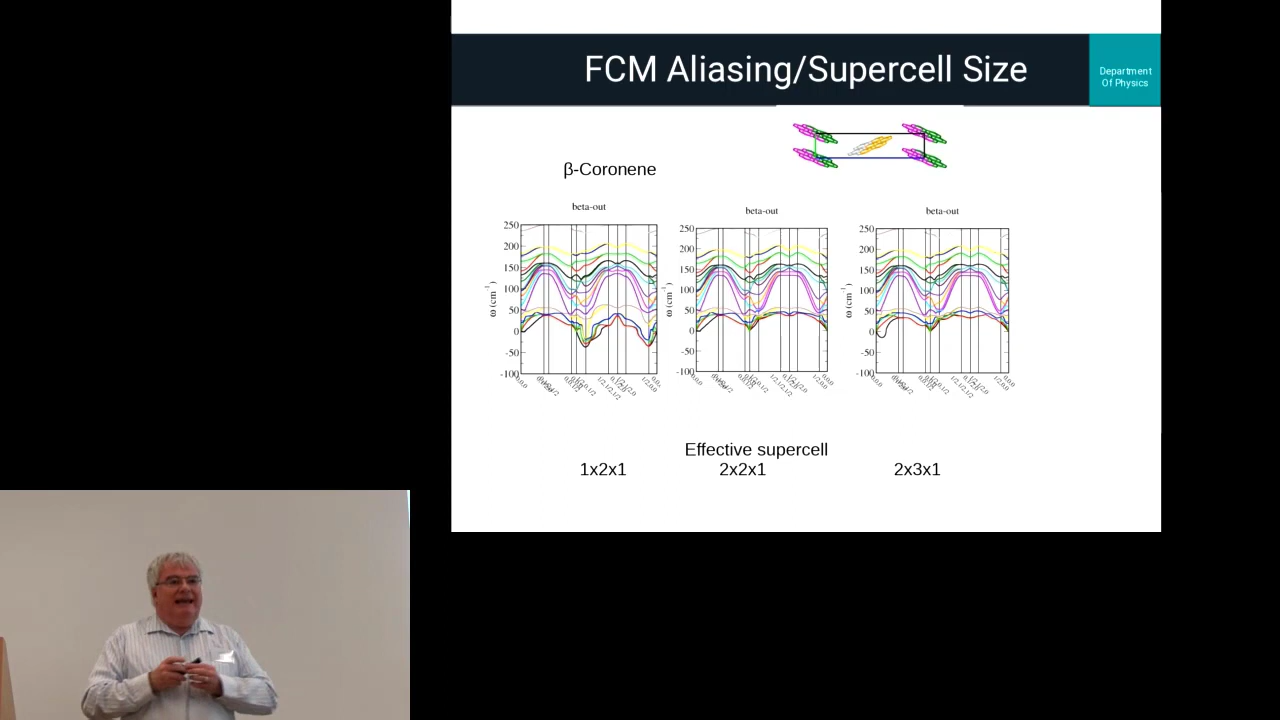 FCM Aliasing/Supercell Size
Department
Of Physics
β-Coronene
beta-out
beta-out
beta-out
250
200
150
100
50
0
-50
-100
ω (cm⁻¹)
250
200
150
100
50
0
-50
-100
ω (cm⁻¹)
250
200
150
100
50
0
-50
-100
ω (cm⁻¹)
Effective supercell
1x2x1
2x2x1
2x3x1